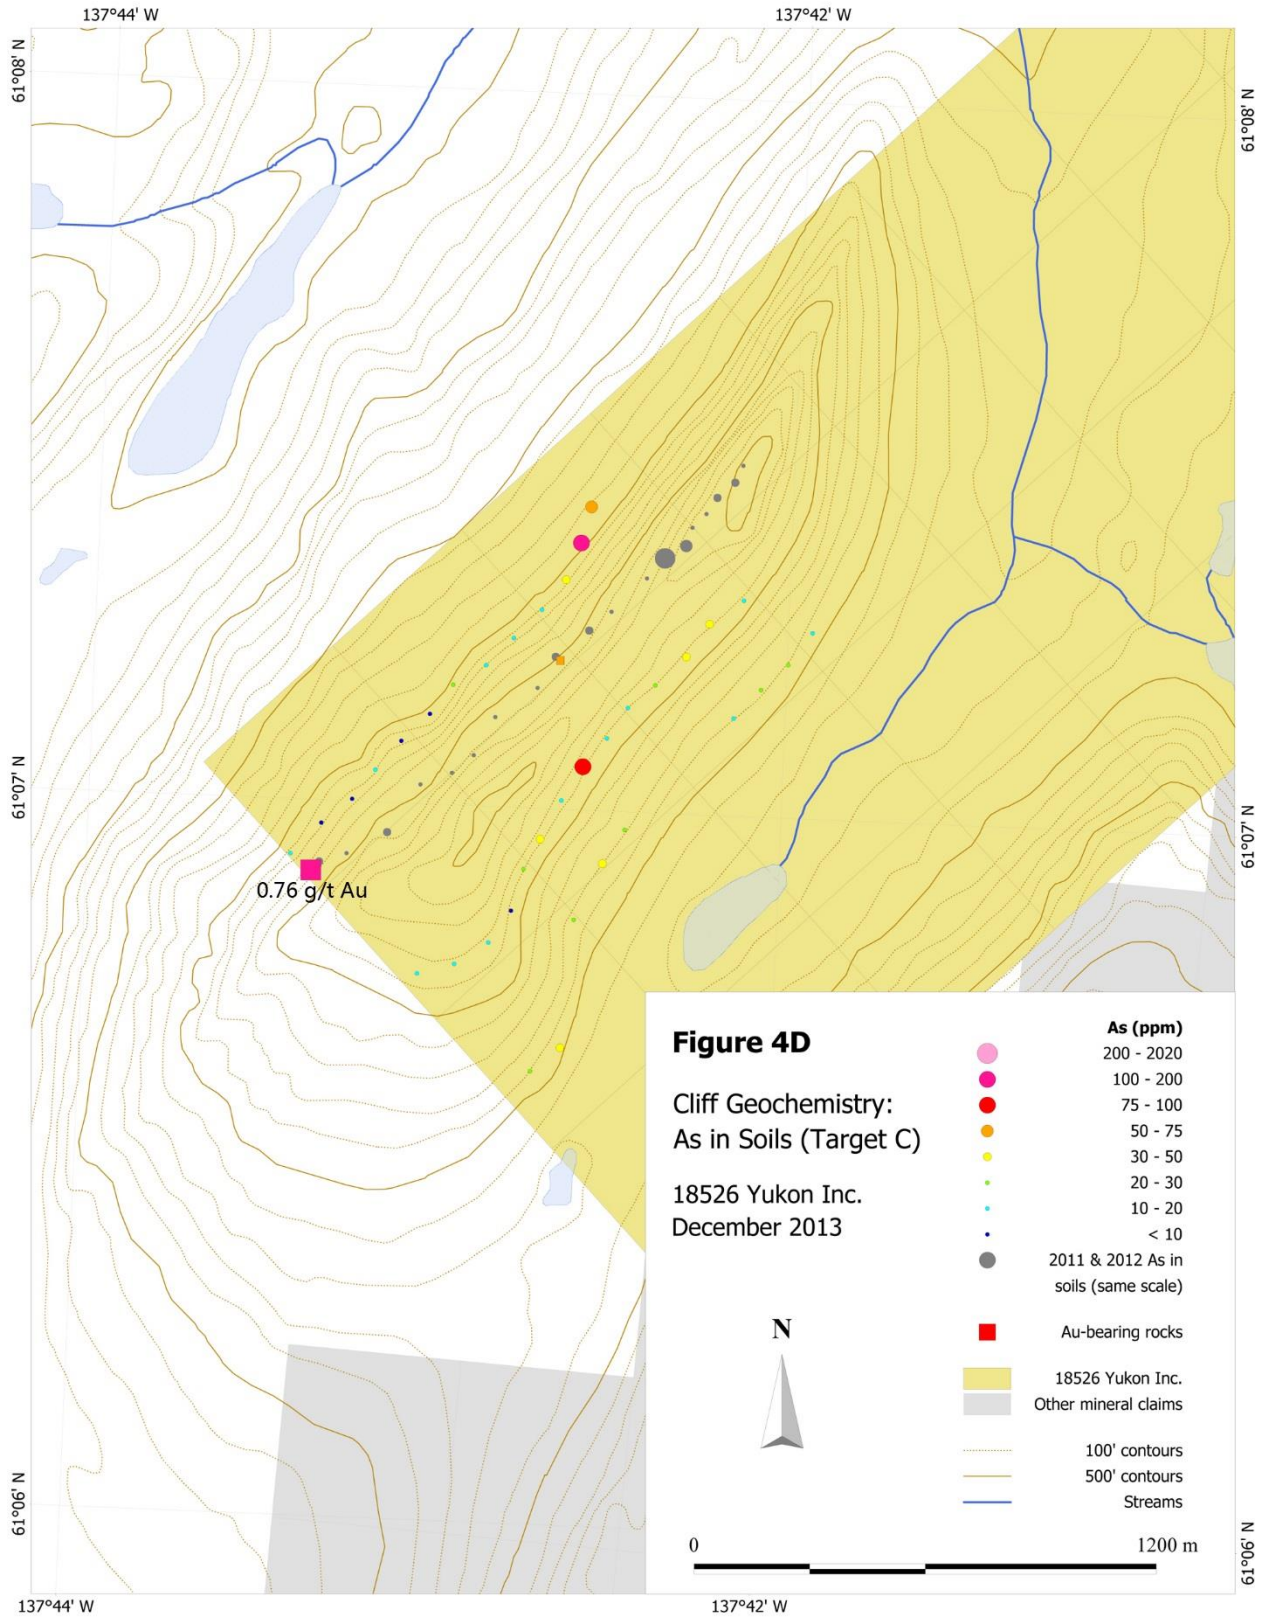 137°44' W
137°42' W
61°08' N
61°08' N
61°07' N
61°07' N
0.76 g/t Au
Figure 4D
Cliff Geochemistry:
As in Soils (Target C)
18526 Yukon Inc.
December 2013
As (ppm)
200 - 2020
100 - 200
75 - 100
50 - 75
30 - 50
20 - 30
10 - 20
< 10
2011 & 2012 As in
soils (same scale)
Au-bearing rocks
18526 Yukon Inc.
Other mineral claims
100' contours
500' contours
Streams
N
0
1200 m
61°06' N
61°06' N
137°44' W
137°42' W